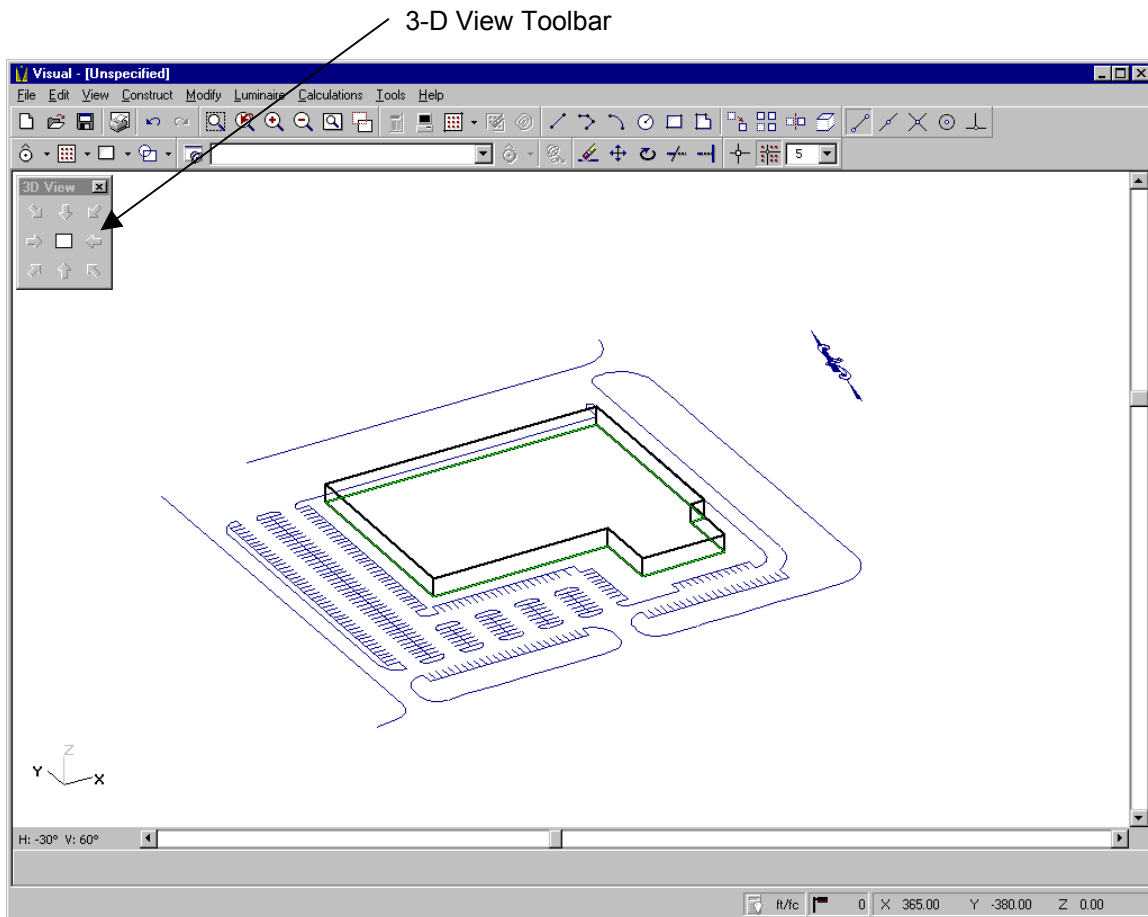 3-D View Toolbar
Visual - [Unspecified]
File Edit View Construct Modify Luminaire Calculations Tools Help
5
3D View
Z
Y
X
H: -30° V: 60°
ft/fc 0 X 365.00 Y -380.00 Z 0.00